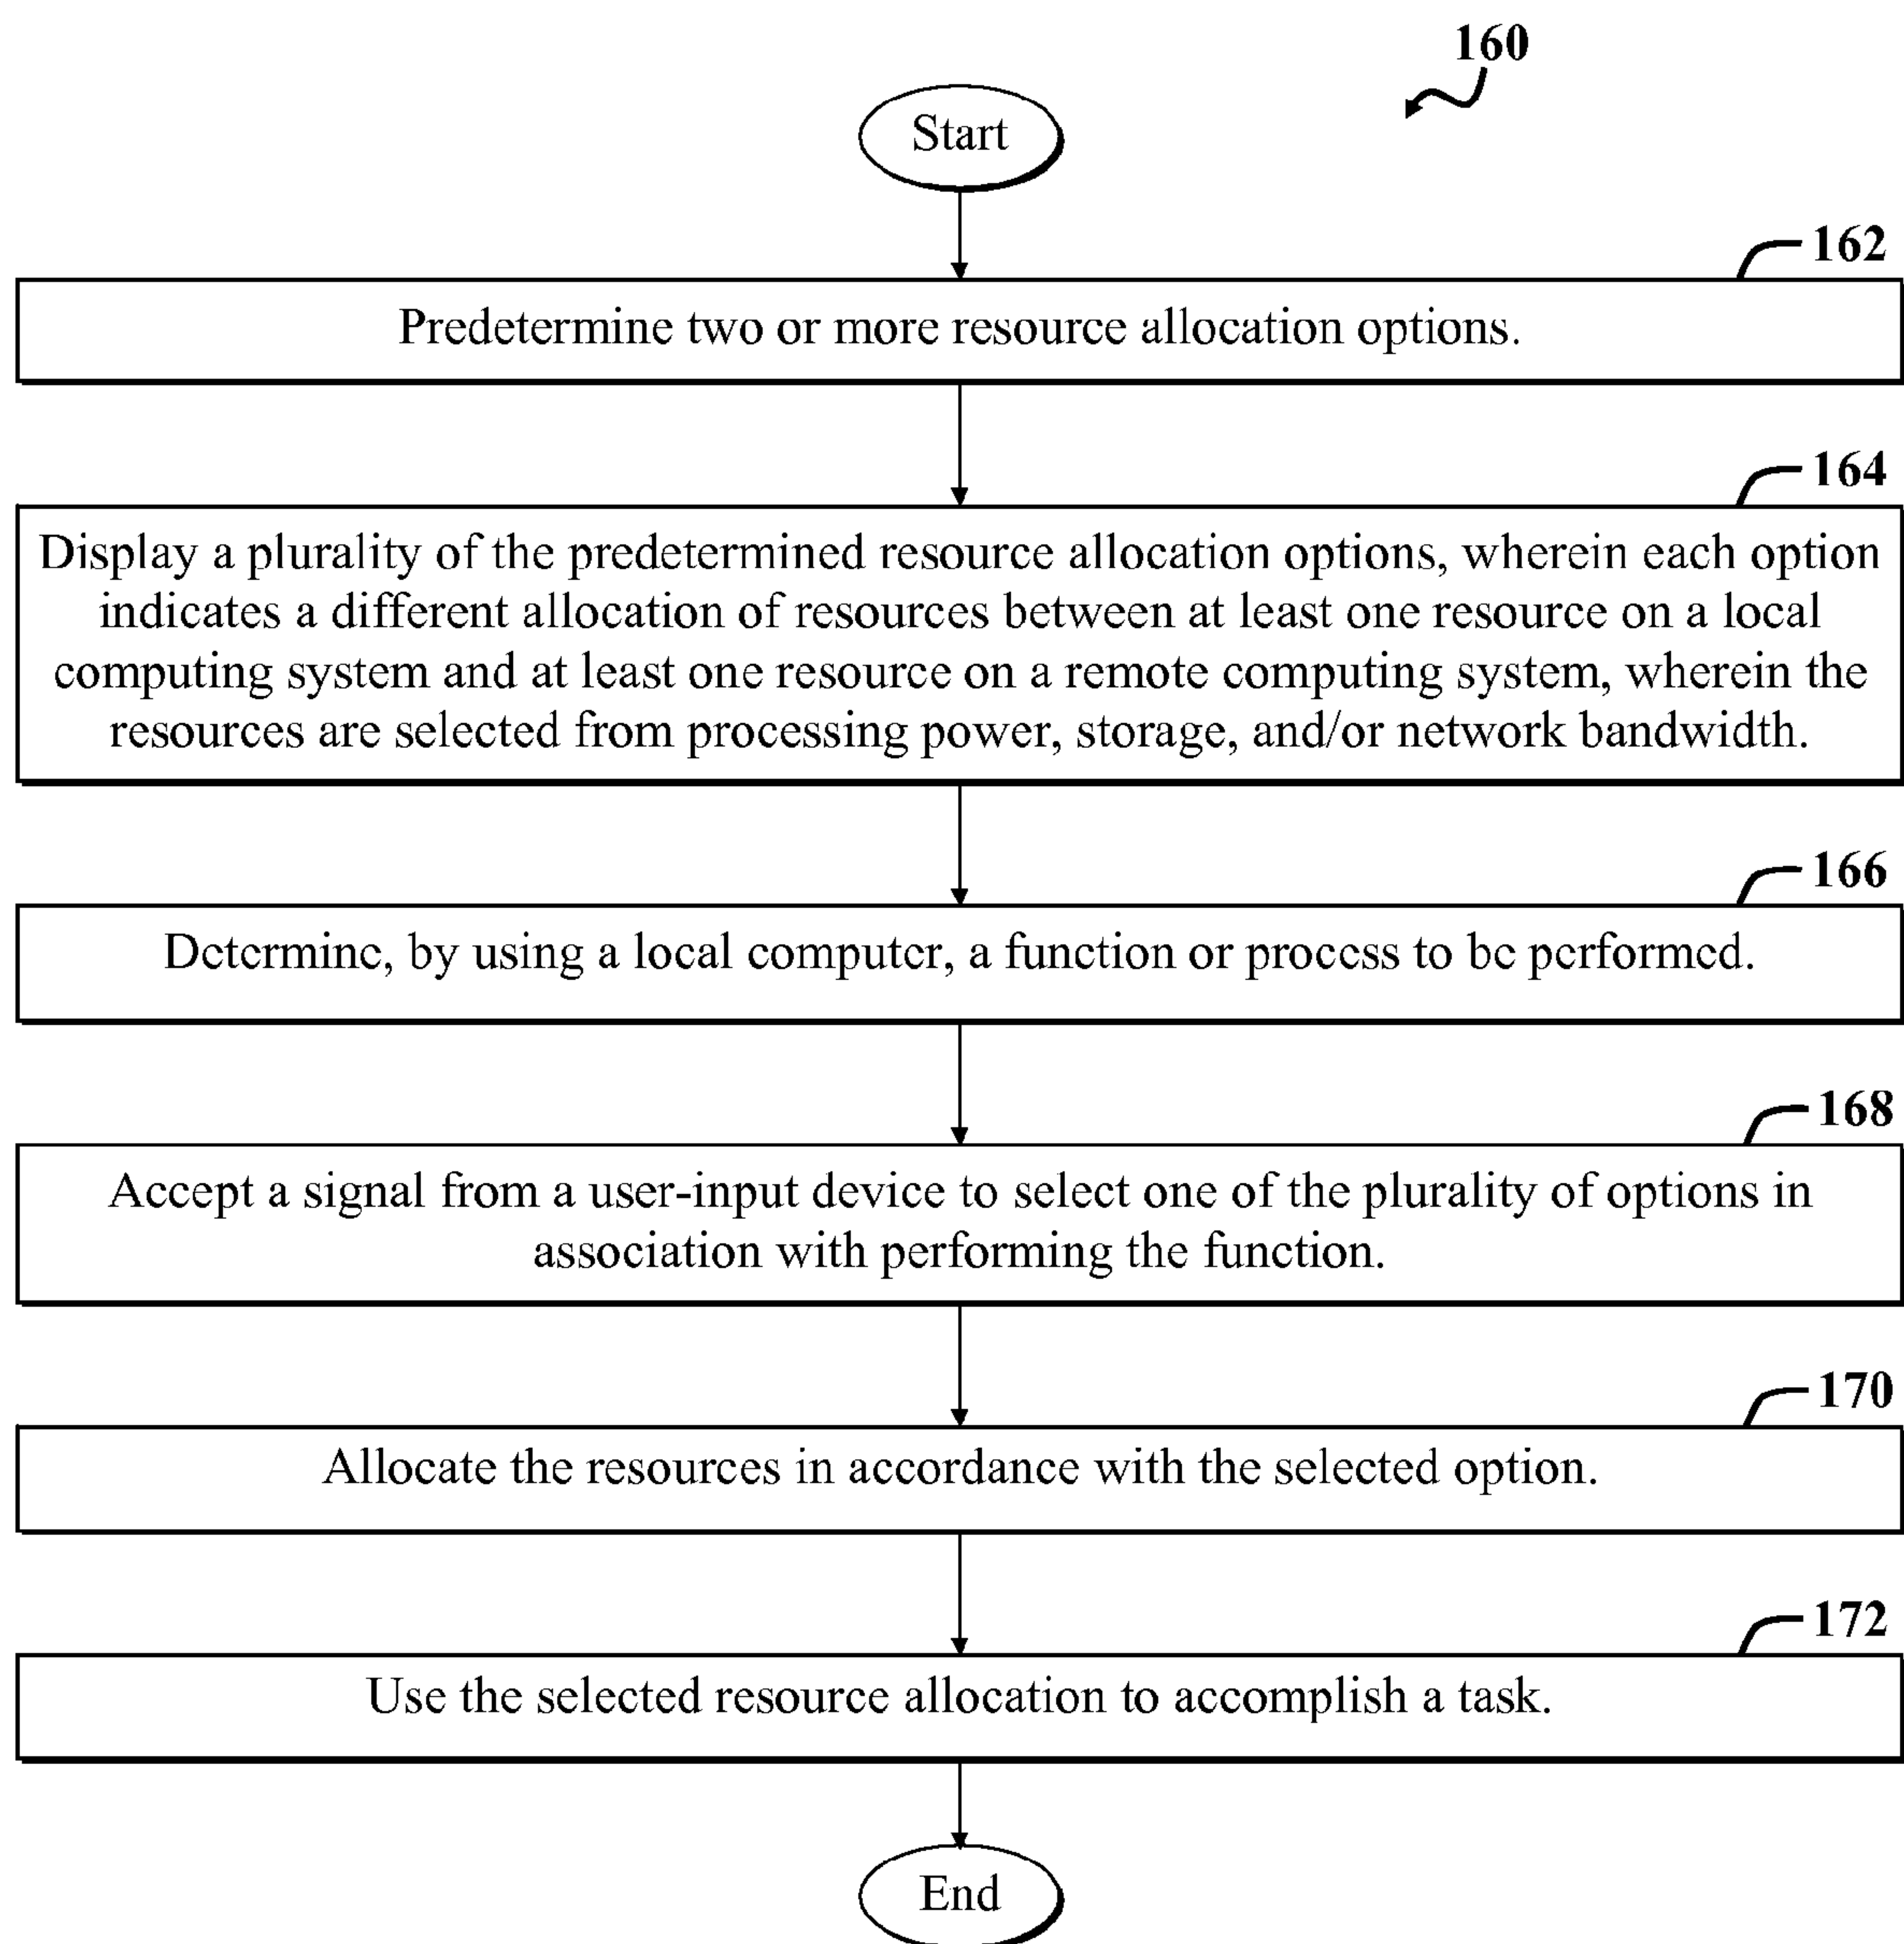 160
Start
162
Predetermine two or more resource allocation options.
164
Display a plurality of the predetermined resource allocation options, wherein each option
indicates a different allocation of resources between at least one resource on a local
computing system and at least one resource on a remote computing system, wherein the
resources are selected from processing power, storage, and/or network bandwidth.
166
Determine, by using a local computer, a function or process to be performed.
168
Accept a signal from a user-input device to select one of the plurality of options in
association with performing the function.
170
Allocate the resources in accordance with the selected option.
172
Use the selected resource allocation to accomplish a task.
End